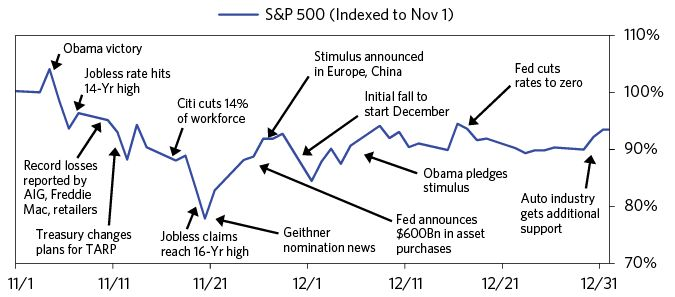 S&P 500 (Indexed to Nov 1)
110%
100%
90%
80%
70%
Obama victory
Jobless rate hits
14-Yr high
Record losses
reported by
AIG, Freddie
Mac, retailers
Treasury changes
plans for TARP
Citi cuts 14%
of workforce
Jobless claims
reach 16-Yr high
Geithner
nomination news
Stimulus announced
in Europe, China
Initial fall to
start December
Fed announces
$600Bn in asset
purchases
Obama pledges
stimulus
Fed cuts
rates to zero
Auto industry
gets additional
support
11/1
11/11
11/21
12/1
12/11
12/21
12/31